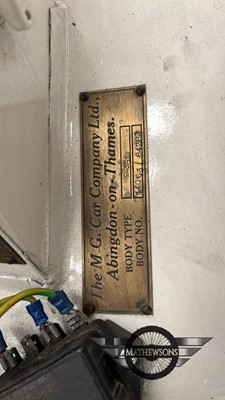 The M.G. Car Company Ltd.,
Abingdon-on-Thames.
BODY TYPE
BODY NO.
MATHEWSONS